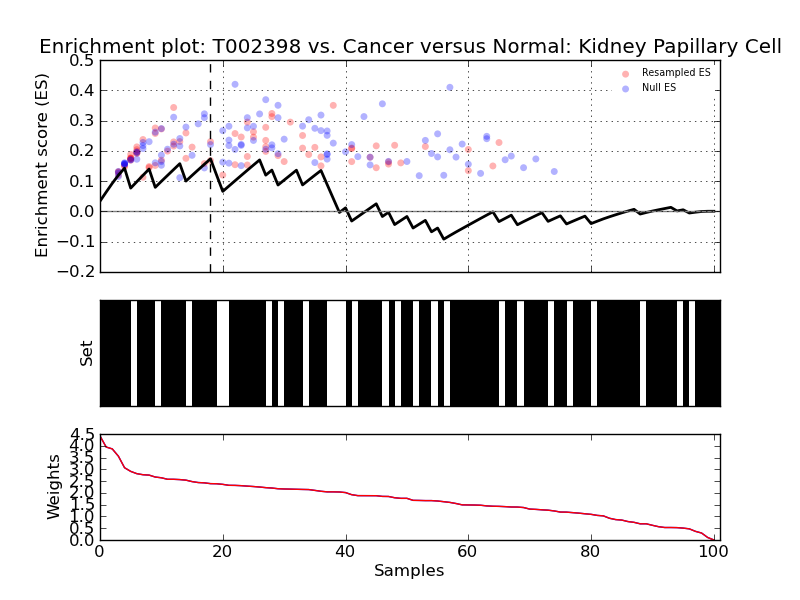 Enrichment plot: T002398 vs. Cancer versus Normal: Kidney Papillary Cell
Enrichment score (ES)
0.5
0.4
0.3
0.2
0.1
0.0
−0.1
−0.2
Resampled ES
Null ES
Set
Weights
4.5
4.0
3.5
3.0
2.5
2.0
1.5
1.0
0.5
0.0
0 20 40 60 80 100
Samples